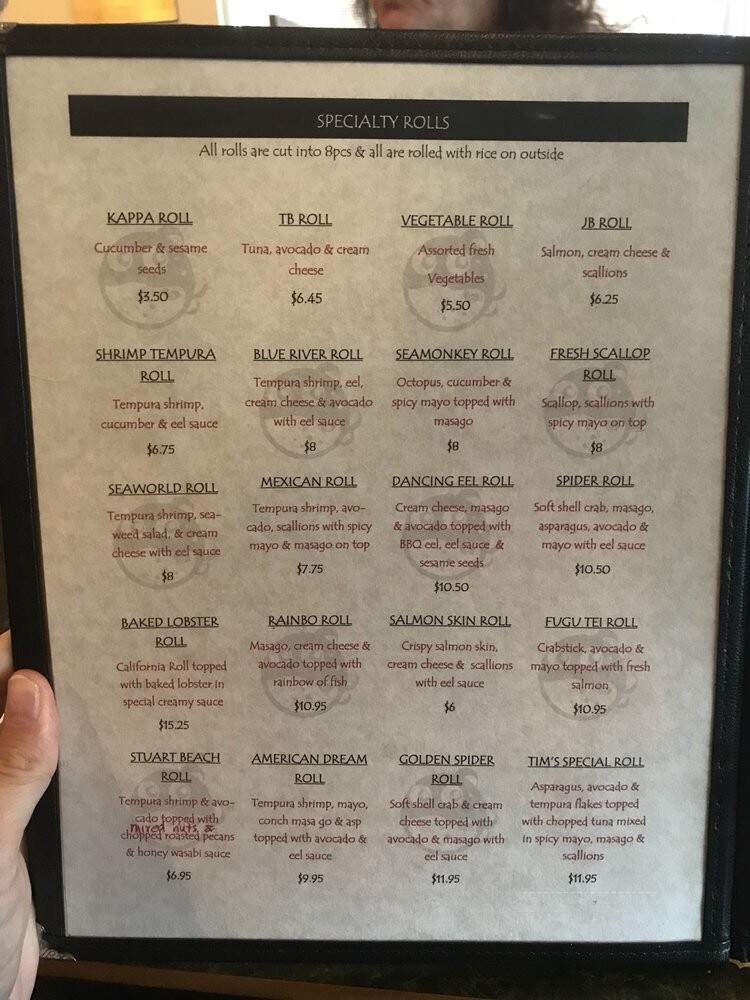 SPECIALTY ROLLS
All rolls are cut into 8pcs & all are rolled with rice on outside
KAPPA ROLL
Cucumber & sesame
seeds
$3.50
TB ROLL
Tuna, avocado & cream
cheese
$6.45
VEGETABLE ROLL
Assorted fresh
Vegetables
$5.50
JB ROLL
Salmon, cream cheese &
scallions
$6.25
SHRIMP TEMPURA
ROLL
Tempura shrimp,
cucumber & eel sauce
$6.75
BLUE RIVER ROLL
Tempura shrimp, eel,
cream cheese & avocado
with eel sauce
$8
SEAMONKEY ROLL
Octopus, cucumber &
spicy mayo topped with
masago
$8
FRESH SCALLOP
ROLL
Scallop, scallions with
spicy mayo on top
$8
SEAWORLD ROLL
Tempura shrimp, sea-
weed salad, & cream
cheese with eel sauce
$8
MEXICAN ROLL
Tempura shrimp, avo-
cado, scallions with spicy
mayo & masago on top
$7.75
DANCING EEL ROLL
Cream cheese, masago
& avocado topped with
BBQ eel, eel sauce &
sesame seeds
$10.50
SPIDER ROLL
Soft shell crab, masago,
asparagus, avocado &
mayo with eel sauce
$10.50
BAKED LOBSTER
ROLL
California Roll topped
with baked lobster in
special creamy sauce
$15.25
RAINBO ROLL
Masago, cream cheese &
avocado topped with
rainbow of fish
$10.95
SALMON SKIN ROLL
Crispy salmon skin,
cream cheese & scallions
with eel sauce
$6
FUGU TEI ROLL
Crabstick, avocado &
mayo topped with fresh
salmon
$10.95
STUART BEACH
ROLL
Tempura shrimp & avo-
cado topped with
mixed nuts &
chopped roasted pecans
& honey wasabi sauce
$6.95
AMERICAN DREAM
ROLL
Tempura shrimp, mayo,
conch masa go & asp
topped with avocado &
eel sauce
$9.95
GOLDEN SPIDER
ROLL
Soft shell crab & cream
cheese topped with
avocado & masago with
eel sauce
$11.95
TIM'S SPECIAL ROLL
Asparagus, avocado &
tempura flakes topped
with chopped tuna mixed
in spicy mayo, masago &
scallions
$11.95